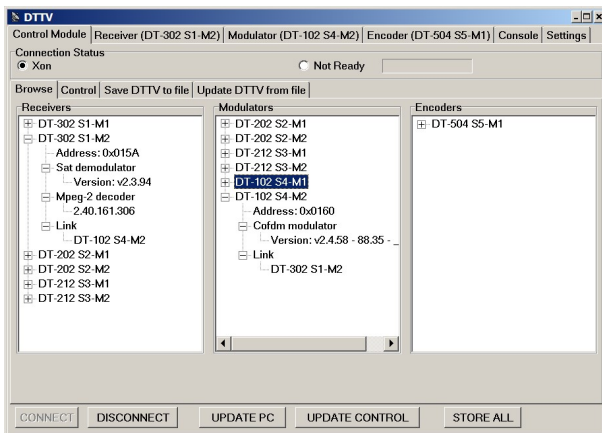 DTTV
Control Module Receiver (DT-302 S1-M2) Modulator (DT-102 S4-M2) Encoder (DT-504 S5-M1) Console Settings
Connection Status
Xon Not Ready
Browse Control Save DTTV to file Update DTTV from file
Receivers
DT-302 S1-M1
DT-302 S1-M2
Address: 0x015A
Sat demodulator
Version: v2.3.94
Mpeg-2 decoder
2.40.161.306
Link
DT-102 S4-M2
DT-202 S2-M1
DT-202 S2-M2
DT-212 S3-M1
DT-212 S3-M2
Modulators
DT-202 S2-M1
DT-202 S2-M2
DT-212 S3-M1
DT-212 S3-M2
DT-102 S4-M1
DT-102 S4-M2
Address: 0x0160
Cofdm modulator
Version: v2.4.58 - 88.35 - _
Link
DT-302 S1-M2
Encoders
DT-504 S5-M1
CONNECT DISCONNECT UPDATE PC UPDATE CONTROL STORE ALL